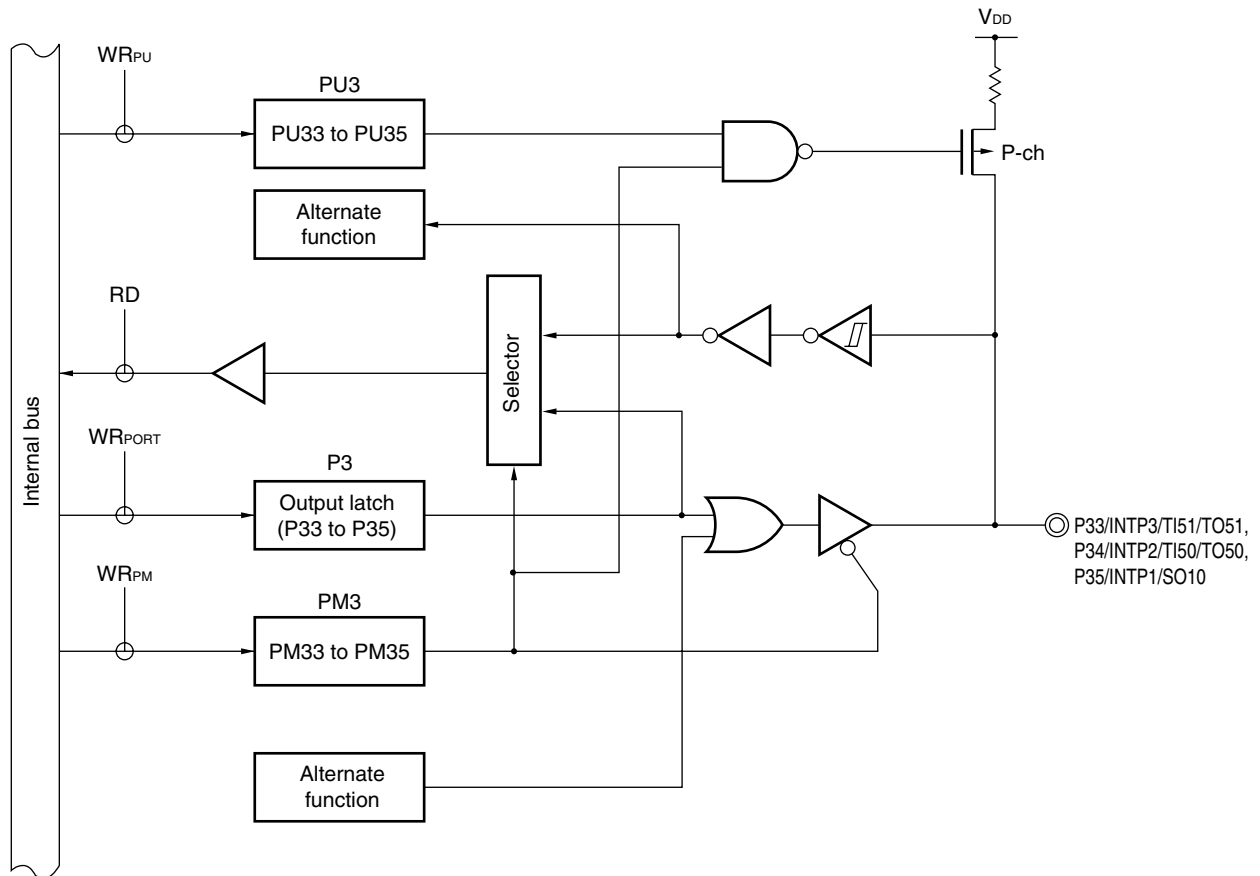 VDD
WRPU
PU3
PU33 to PU35
P-ch
Alternate
function
RD
Selector
Internal bus
WRPORT
P3
Output latch
(P33 to P35)
P33/INTP3/TI51/TO51,
P34/INTP2/TI50/TO50,
P35/INTP1/SO10
WRPM
PM3
PM33 to PM35
Alternate
function